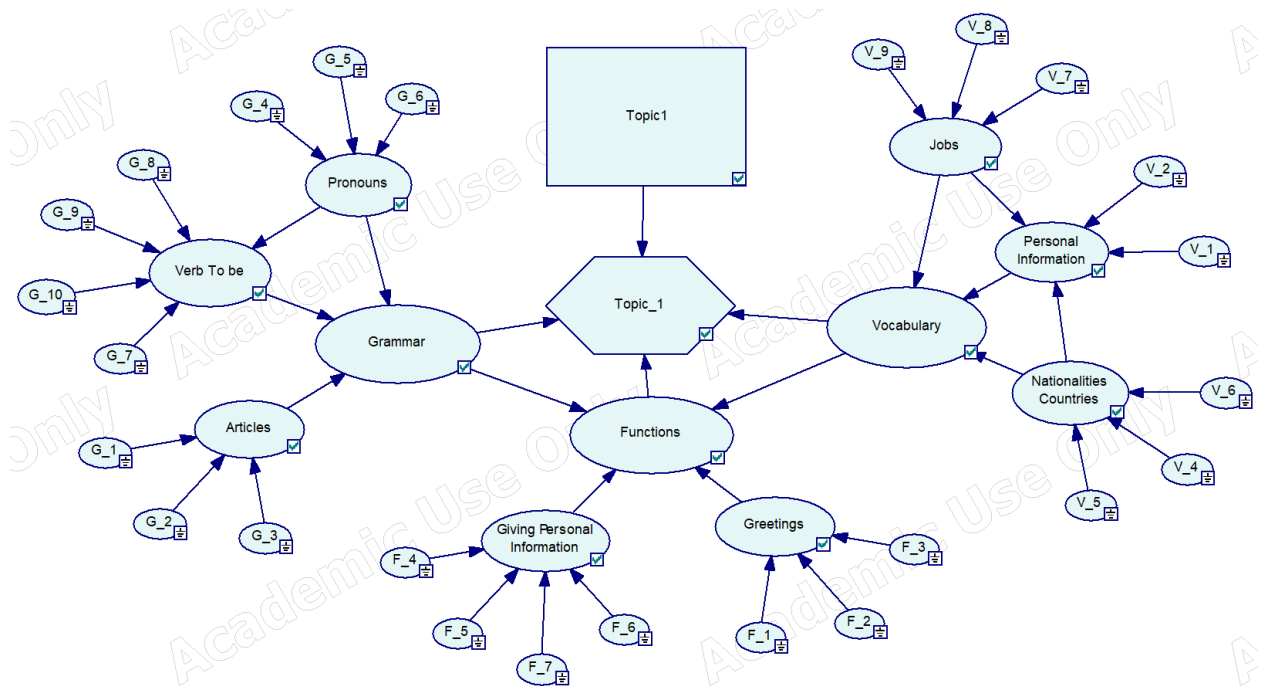 Academic Use Only
V_8
V_9
G_5
V_7
G_4
G_6
Topic1
Jobs
G_8
V_2
Pronouns
G_9
Personal
Information
V_1
Verb To be
G_10
Topic_1
Vocabulary
Grammar
G_7
Nationalities
Countries
V_6
Articles
Functions
G_1
V_4
V_5
G_2
G_3
Giving Personal
Information
Greetings
F_4
F_3
F_5
F_6
F_7
F_1
F_2